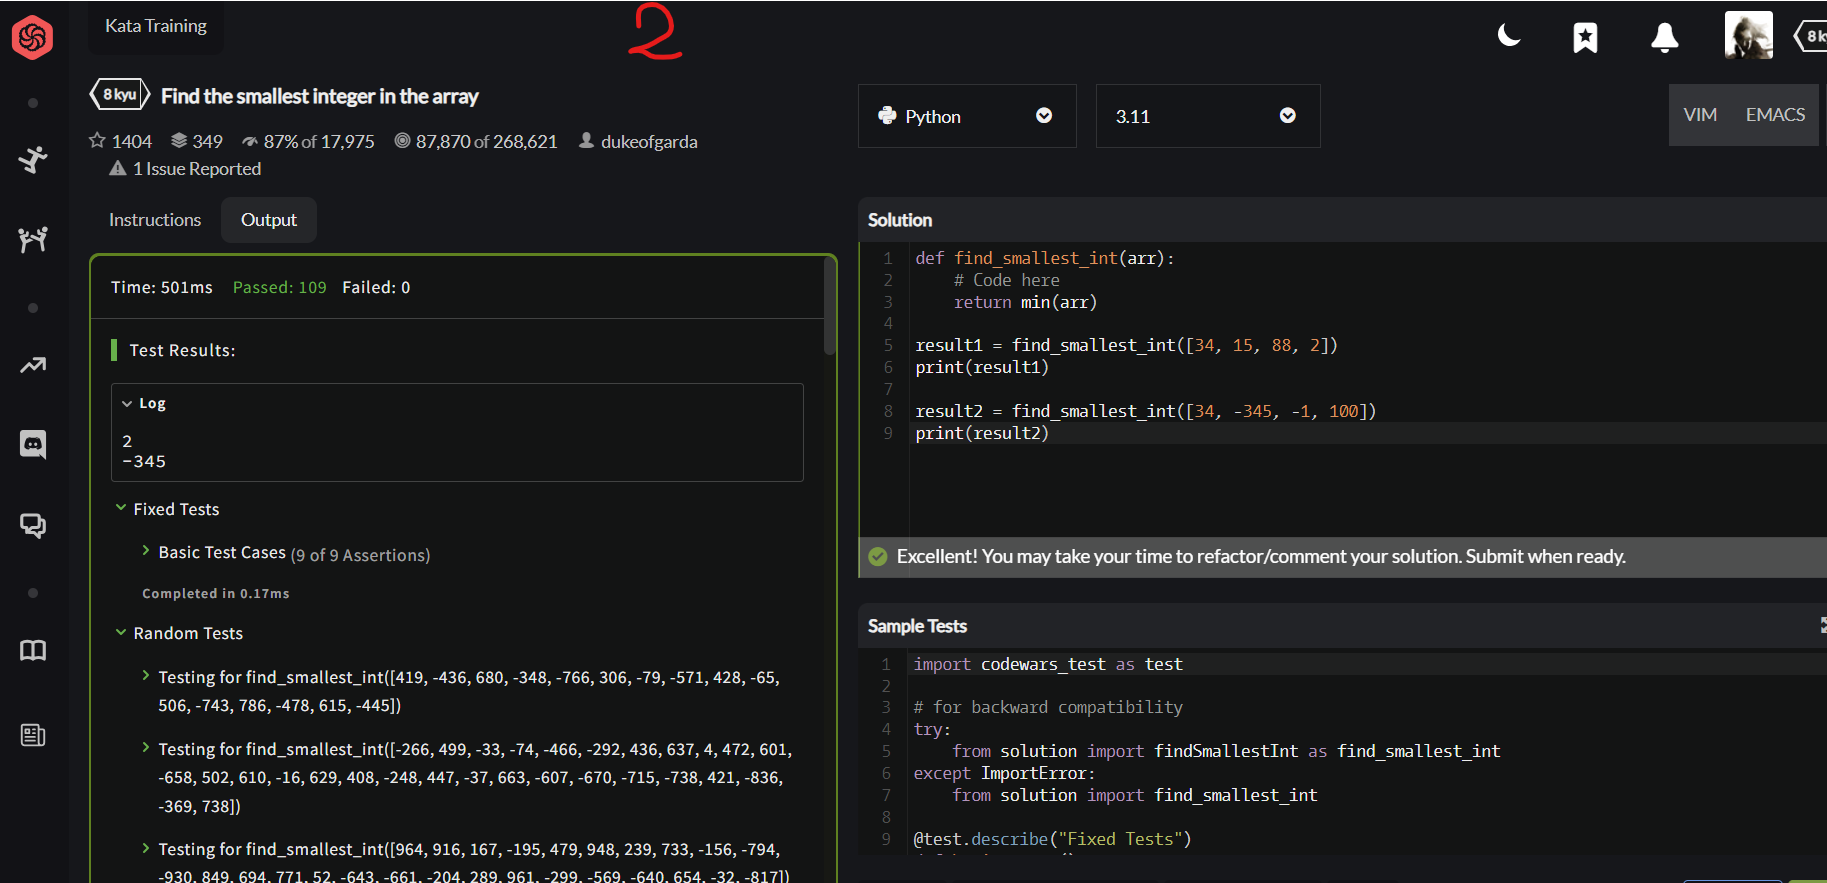 Kata Training
2
8 kyu
8 kyu Find the smallest integer in the array
1404 349 87% of 17,975 87,870 of 268,621 dukeofgarda
1 Issue Reported
Python
3.11
VIM EMACS
Instructions Output
Time: 501ms Passed: 109 Failed: 0
Test Results:
Log
2
-345
Fixed Tests
Basic Test Cases (9 of 9 Assertions)
Completed in 0.17ms
Random Tests
Testing for find_smallest_int([419, -436, 680, -348, -766, 306, -79, -571, 428, -65,
506, -743, 786, -478, 615, -445])
Testing for find_smallest_int([-266, 499, -33, -74, -466, -292, 436, 637, 4, 472, 601,
-658, 502, 610, -16, 629, 408, -248, 447, -37, 663, -607, -670, -715, -738, 421, -836,
-369, 738])
Testing for find_smallest_int([964, 916, 167, -195, 479, 948, 239, 733, -156, -794,
-930, 849, 694, 771, 52, -643, -661, -204, 289, 961, -299, -569, -640, 654, -32, -817])
Solution
1 def find_smallest_int(arr):
2     # Code here
3     return min(arr)
4
5 result1 = find_smallest_int([34, 15, 88, 2])
6 print(result1)
7
8 result2 = find_smallest_int([34, -345, -1, 100])
9 print(result2)
Excellent! You may take your time to refactor/comment your solution. Submit when ready.
Sample Tests
1 import codewars_test as test
2
3 # for backward compatibility
4 try:
5     from solution import findSmallestInt as find_smallest_int
6 except ImportError:
7     from solution import find_smallest_int
8
9 @test.describe("Fixed Tests")